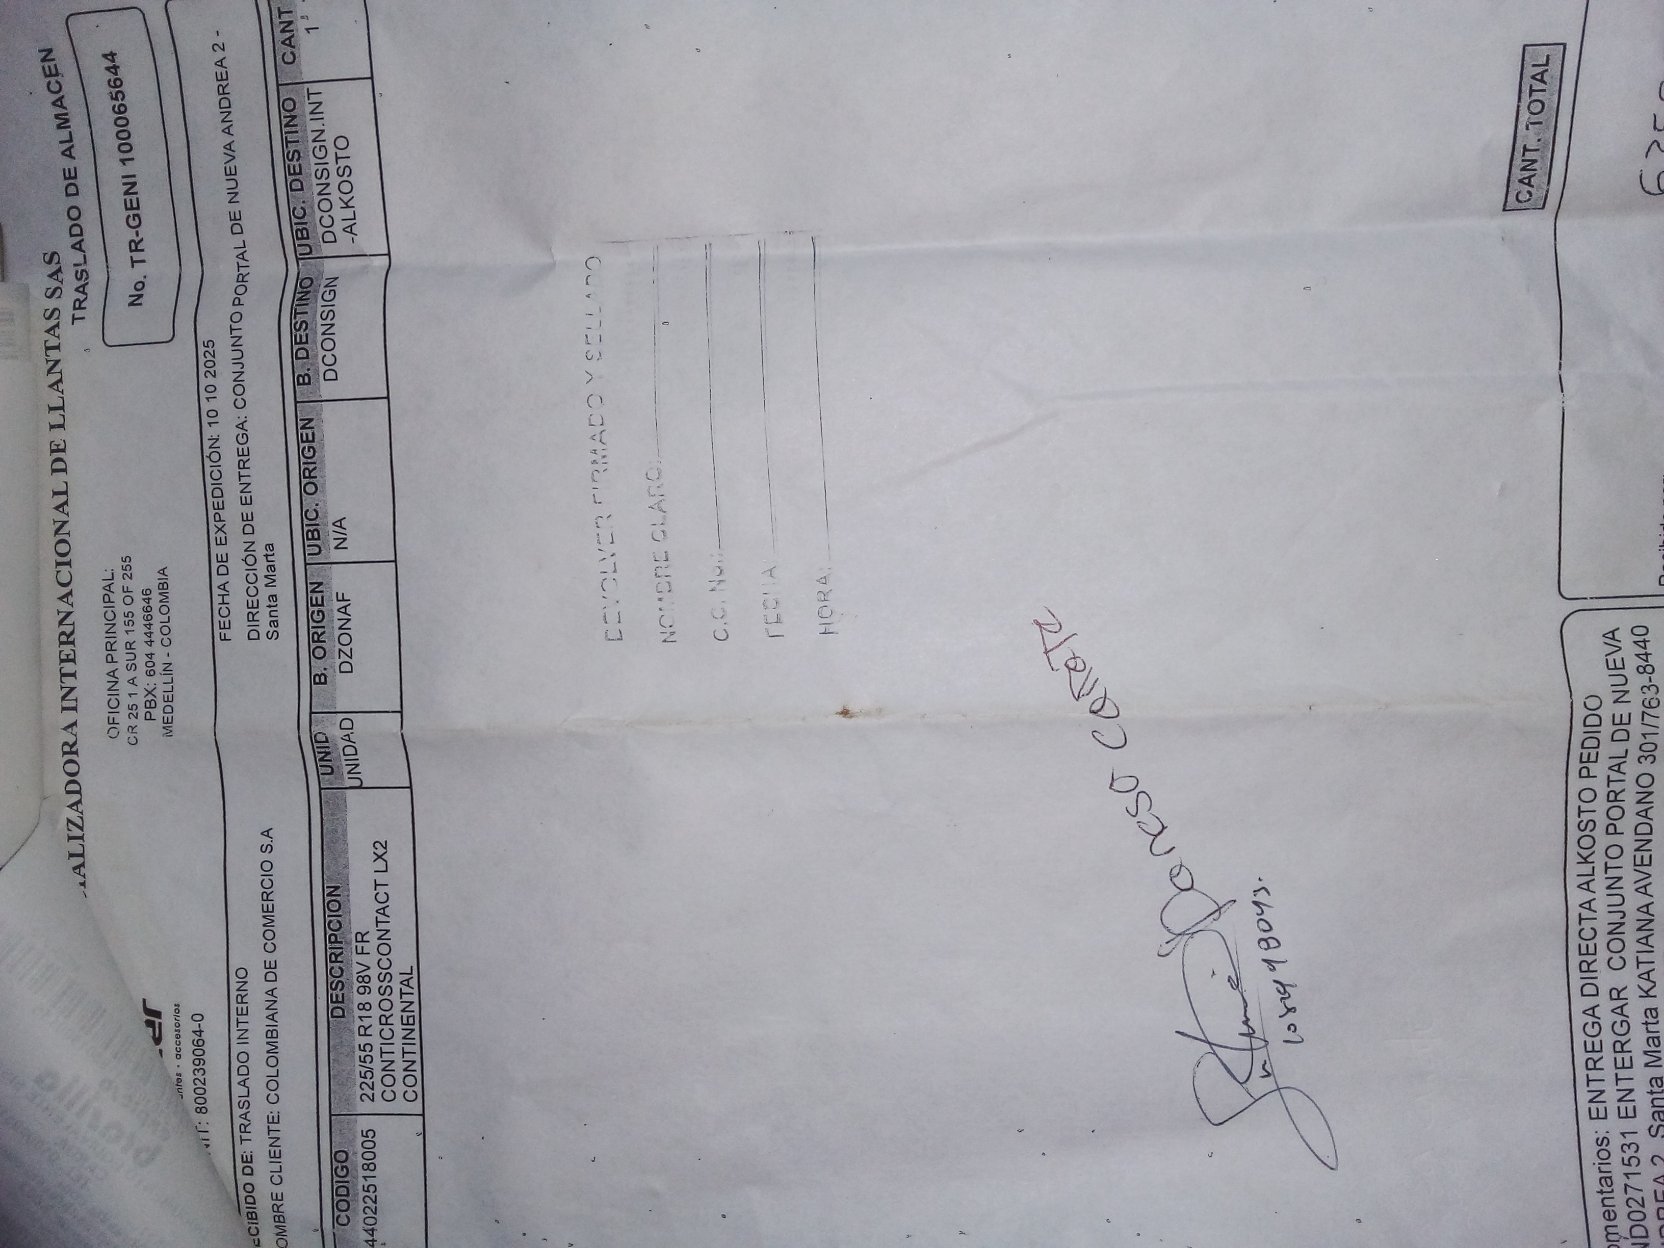 ALIZADORA INTERNACIONAL DE LLANTAS SAS
TRASLADO DE ALMACEN
No. TR-GENI 100065644
OFICINA PRINCIPAL:
CR 25 1 A SUR 155 OF 255
PBX: 604 4446646
MEDELLÍN - COLOMBIA
accesorios
800239064-0
FECHA DE EXPEDICIÓN: 10 10 2025
DIRECCIÓN DE ENTREGA: CONJUNTO PORTAL DE NUEVA ANDREA 2 -
Santa Marta
ECIBIDO DE: TRASLADO INTERNO
OMBRE CLIENTE: COLOMBIANA DE COMERCIO S.A
CODIGO DESCRIPCION UNID B. ORIGEN UBIC. ORIGEN B. DESTINO UBIC. DESTINO CANT
44022518005 225/55 R18 98V FR UNIDAD DZONAF N/A DCONSIGN DCONSIGN.INT 1
CONTICROSSCONTACT LX2 -ALKOSTO
CONTINENTAL
DEVOLVER FIRMADO Y SELLADO
NOMBRE CLARO:
C.C. No.
FECHA
HORA:
CANT. TOTAL
omentarios: ENTREGA DIRECTA ALKOSTO PEDIDO
ND0271531 ENTERGAR CONJUNTO PORTAL DE NUEVA
Santa Marta KATIANA AVENDANO 301/763-8440